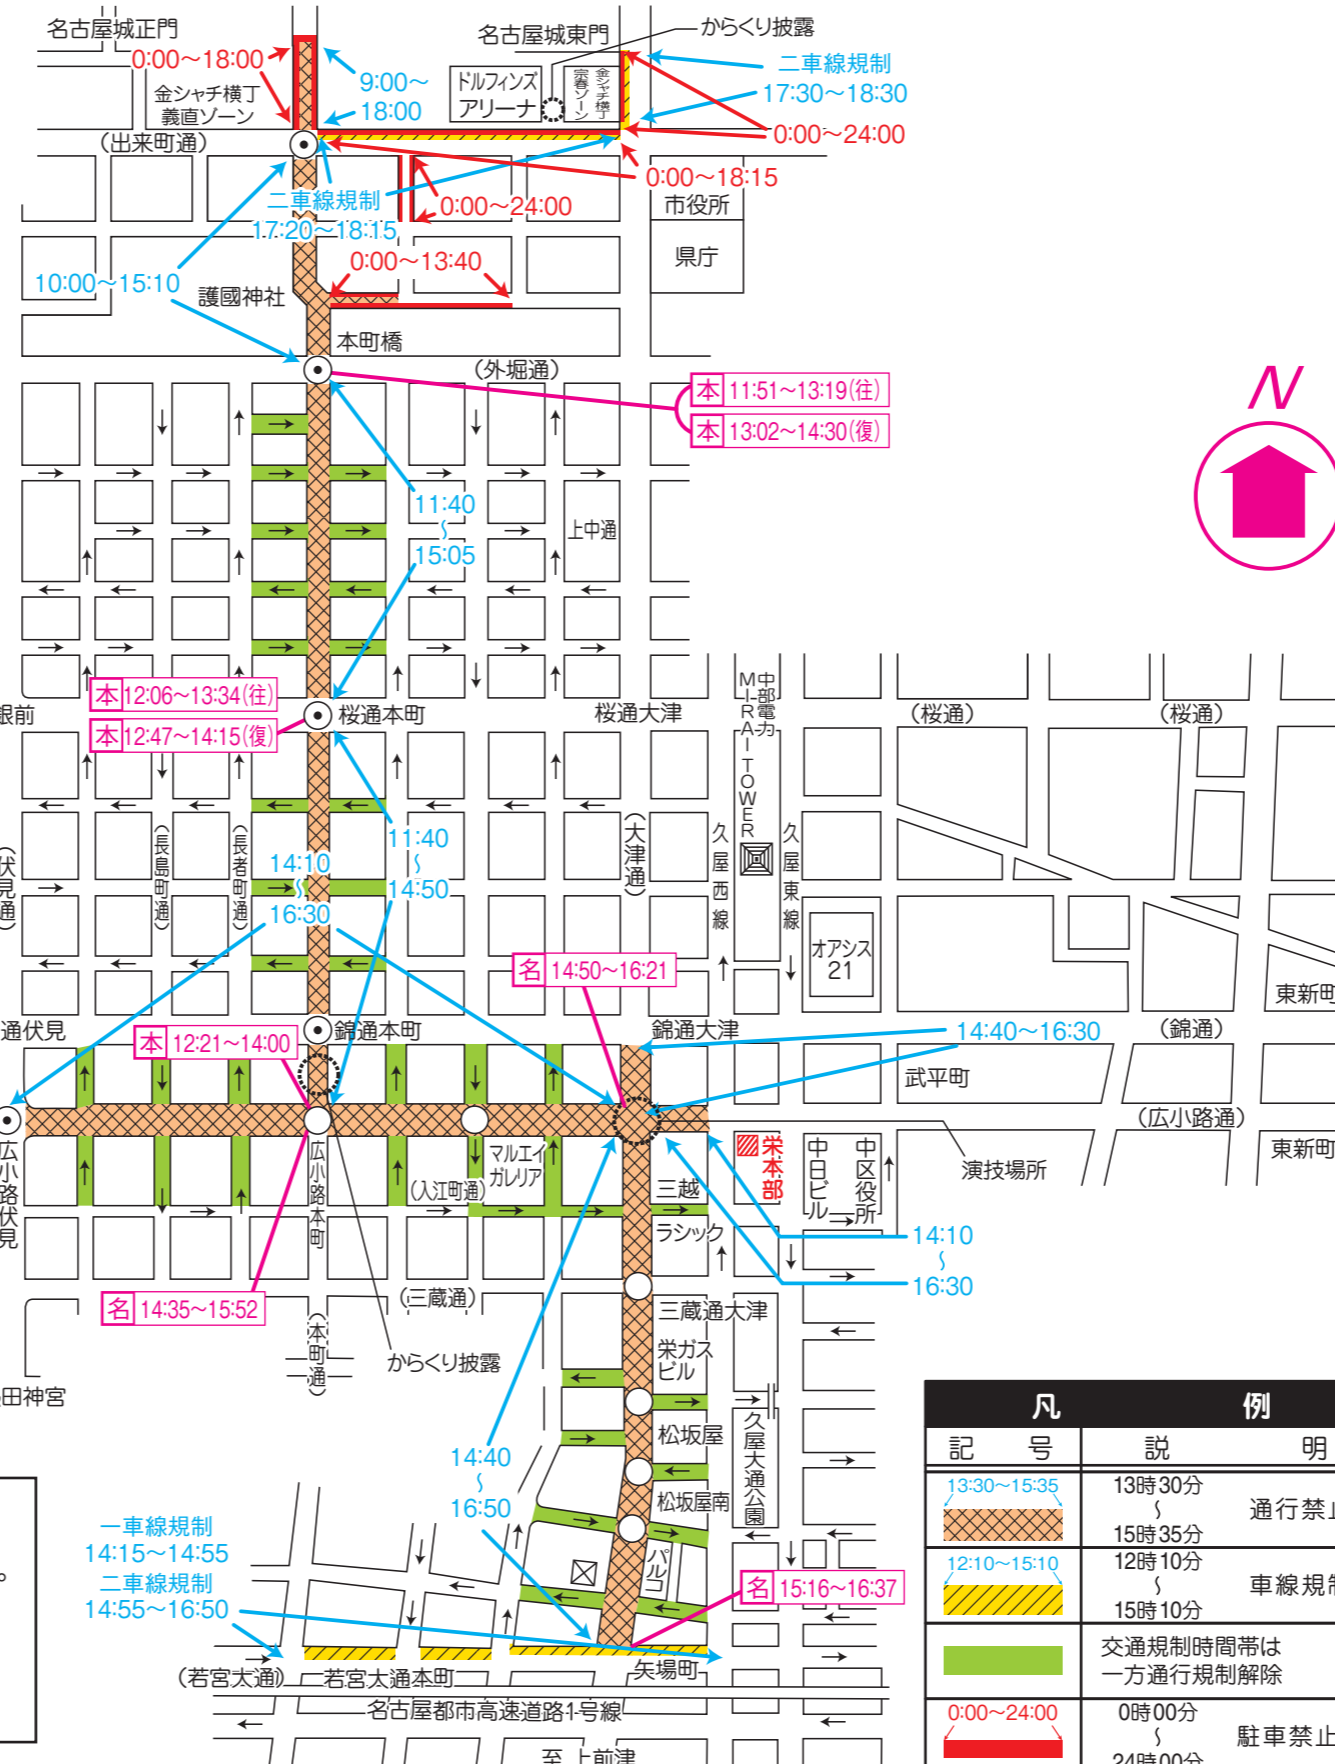 名古屋城正門
0:00～18:00
9:00～
18:00
金シャチ横丁
義直ゾーン
(出来町通)
名古屋城東門
からくり披露
ドルフィンズ
アリーナ
金シャチ横丁
宗春ゾーン
二車線規制
17:30～18:30
0:00～24:00
0:00～18:15
二車線規制
17:20～18:15
0:00～24:00
市役所
県庁
10:00～15:10
0:00～13:40
護國神社
本町橋
(外堀通)
本 11:51～13:19(往)
本 13:02～14:30(復)
N
11:40
～
15:05
上中通
本 12:06～13:34(往)
本 12:47～14:15(復)
銀前
桜通本町
桜通大津
中部電力
MIRAI TOWER
(桜通)
(桜通)
(伏見通)
(長島町通)
(長者町通)
11:40
～
14:50
14:10
～
16:30
(大津通)
久屋西線
久屋東線
オアシス
21
名 14:50～16:21
東新町
通伏見
錦通本町
本 12:21～14:00
錦通大津
14:40～16:30
(錦通)
武平町
(広小路通)
東新町
広小路伏見
広小路本町
マルエイ
ガレリア
(入江町通)
三越
ラシック
栄本部
中日ビル
中区役所
演技場所
14:10
～
16:30
名 14:35～15:52
(三蔵通)
三蔵通大津
(本町通)
からくり披露
栄ガス
ビル
田神宮
松坂屋
久屋大通公園
松坂屋南
14:40
～
16:50
パルコ
一車線規制
14:15～14:55
二車線規制
14:55～16:50
名 15:16～16:37
(若宮大通)
若宮大通本町
矢場町
名古屋都市高速道路1号線
至 上前津
。
凡 例
記 号 説 明
13:30～15:35 13時30分～15時35分 通行禁止
12:10～15:10 12時10分～15時10分 車線規制
交通規制時間帯は
一方通行規制解除
0:00～24:00 0時00分～24時00分 駐車禁止